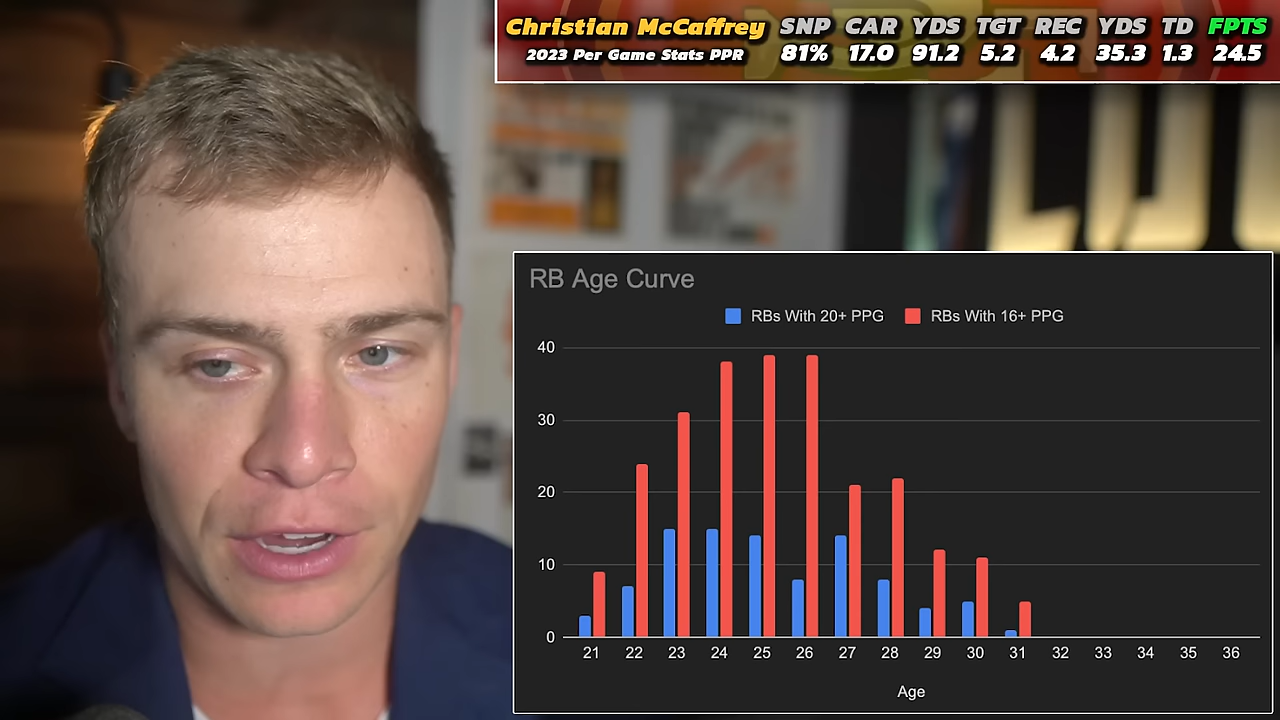 Christian McCaffrey SNP CAR YDS TGT REC YDS TD FPTS
2023 Per Game Stats PPR 81% 17.0 91.2 5.2 4.2 35.3 1.3 24.5
RB Age Curve
RBs With 20+ PPG RBs With 16+ PPG
40
30
20
10
0
21 22 23 24 25 26 27 28 29 30 31 32 33 34 35 36
Age